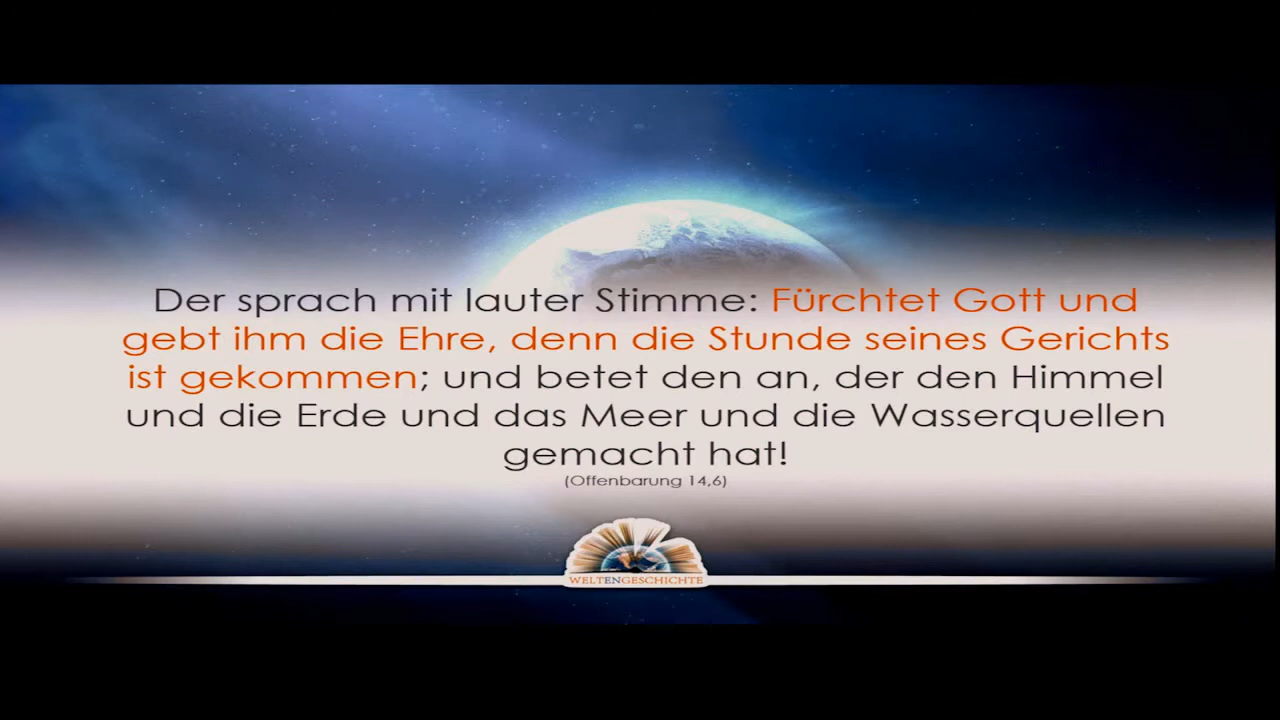 Der sprach mit lauter Stimme: Fürchtet Gott und
gebt ihm die Ehre, denn die Stunde seines Gerichts
ist gekommen; und betet den an, der den Himmel
und die Erde und das Meer und die Wasserquellen
gemacht hat!
(Offenbarung 14,6)
WELTENGESCHICHTE